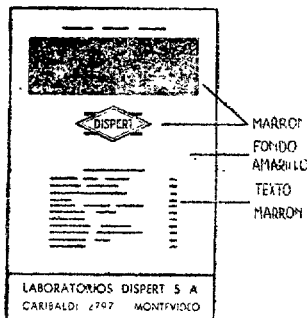 DISPERT
MARRON
FONDO
AMARILLO
TEXTO
MARRON
LABORATORIOS DISPERT S A
GARIBALDI 2797 MONTEVIDEO